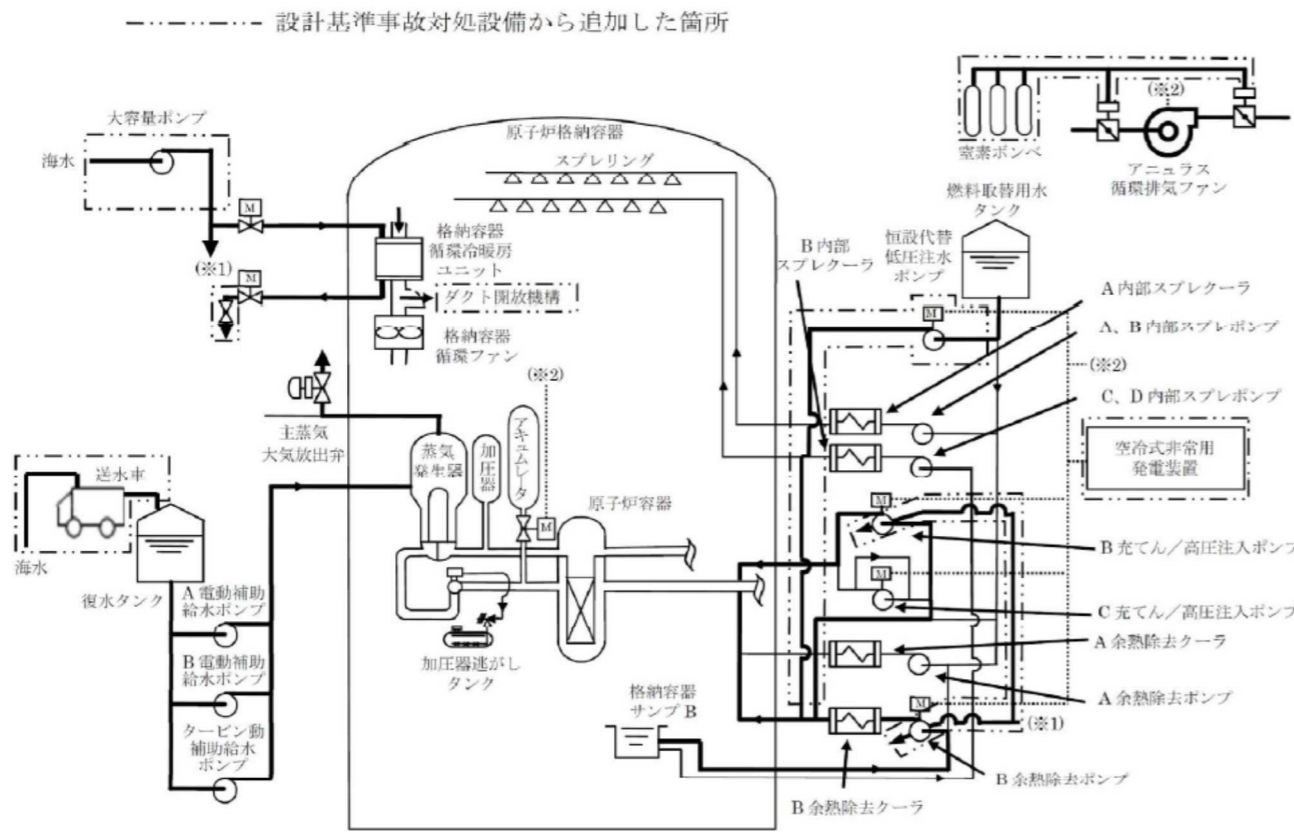 設計基準事故対処設備から追加した箇所
大容量ポンプ
海水
M
(※1)
M
原子炉格納容器
スプレリング
格納容器
循環冷暖房
ユニット
ダクト開放機構
格納容器
循環ファン
(※2)
窒素ボンベ
アニュラス
循環排気ファン
燃料取替用水
タンク
恒設代替
低圧注水
ポンプ
M
B 内部
スプレクーラ
A 内部スプレクーラ
A、B 内部スプレポンプ
(※2)
C、D 内部スプレポンプ
空冷式非常用
発電装置
主蒸気
大気放出弁
蒸気
発生器
加圧器
アキュムレータ
(※2)
M
原子炉容器
加圧器逃がし
タンク
送水車
海水
復水タンク
A 電動補助
給水ポンプ
B 電動補助
給水ポンプ
タービン動
補助給水
ポンプ
M
B 充てん／高圧注入ポンプ
M
C 充てん／高圧注入ポンプ
A 余熱除去クーラ
A 余熱除去ポンプ
格納容器
サンプ B
M
(※1)
B 余熱除去ポンプ
B 余熱除去クーラ